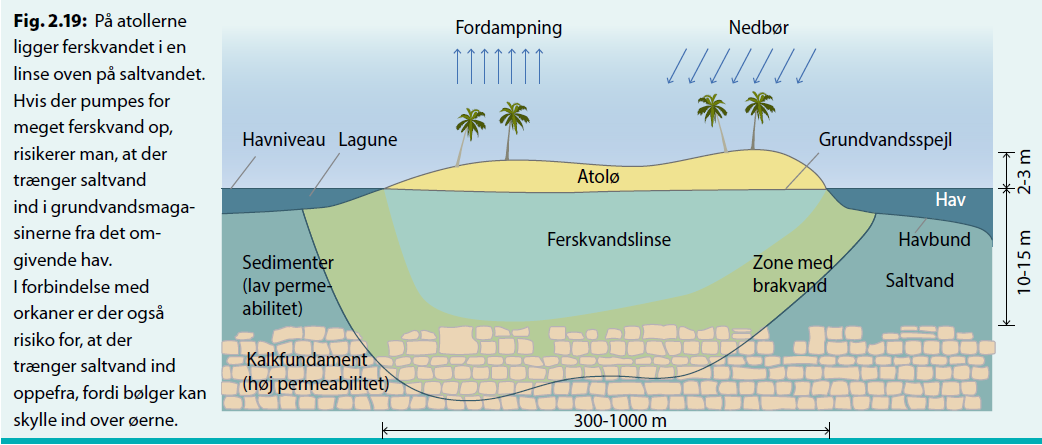 Fig. 2.19: På atollerne
ligger ferskvandet i en
linse oven på saltvandet.
Hvis der pumpes for
meget ferskvand op,
risikerer man, at der
trænger saltvand
ind i grundvandsmaga-
sinerne fra det om-
givende hav.
I forbindelse med
orkaner er der også
risiko for, at der
trænger saltvand ind
oppefra, fordi bølger kan
skylle ind over øerne.
Fordampning
Nedbør
Havniveau
Lagune
Grundvandsspejl
Atolø
2-3 m
Hav
Ferskvandslinse
Havbund
Sedimenter
(lav perme-
abilitet)
Zone med
brakvand
Saltvand
10-15 m
Kalkfundament
(høj permeabilitet)
300-1000 m